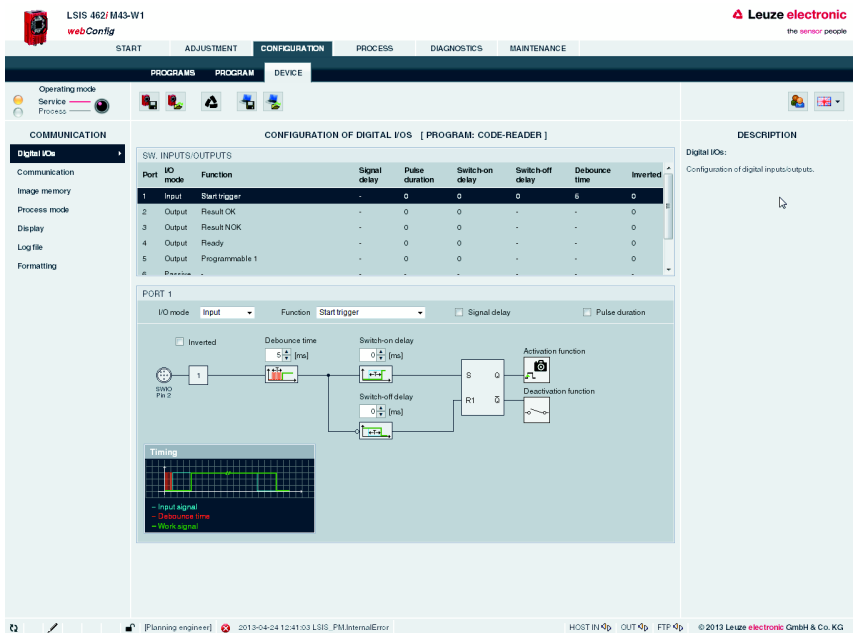 LSIS 462i M43-W1
webConfig
Leuze electronic
the sensor people
START ADJUSTMENT CONFIGURATION PROCESS DIAGNOSTICS MAINTENANCE
PROGRAMS PROGRAM DEVICE
Operating mode
Service
Process
COMMUNICATION
Digital I/Os
Communication
Image memory
Process mode
Display
Log file
Formatting
CONFIGURATION OF DIGITAL I/OS [ PROGRAM: CODE-READER ]
SW. INPUTS/OUTPUTS
Port I/O mode Function Signal delay Pulse duration Switch-on delay Switch-off delay Debounce time Inverted
1 Input Start trigger - 0 0 0 5 0
2 Output Result OK - 0 0 - - 0
3 Output Result NOK - 0 0 - - 0
4 Output Ready - 0 0 - - 0
5 Output Programmable 1 - 0 0 - - 0
6 Passive -
PORT 1
I/O mode Input Function Start trigger Signal delay Pulse duration
Inverted
Debounce time
5 [ms]
Switch-on delay
0 [ms]
SWIO
Pin 2
1
Switch-off delay
0 [ms]
S Q
R1 Q̅
Activation function
Deactivation function
Timing
– Input signal
– Debounce time
– Work signal
DESCRIPTION
Digital I/Os:
Configuration of digital inputs/outputs.
[Planning engineer] 2013-04-24 12:41:03 LSIS_PM.InternalError
HOST IN OUT FTP © 2013 Leuze electronic GmbH & Co. KG